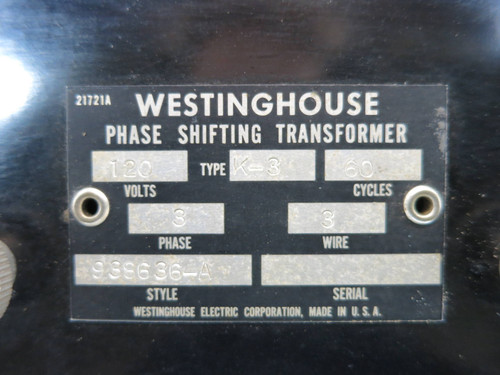 21721A WESTINGHOUSE
PHASE SHIFTING TRANSFORMER
120 TYPE K-3 60
VOLTS CYCLES
3 3
PHASE WIRE
939636-A
STYLE SERIAL
WESTINGHOUSE ELECTRIC CORPORATION, MADE IN U.S.A.